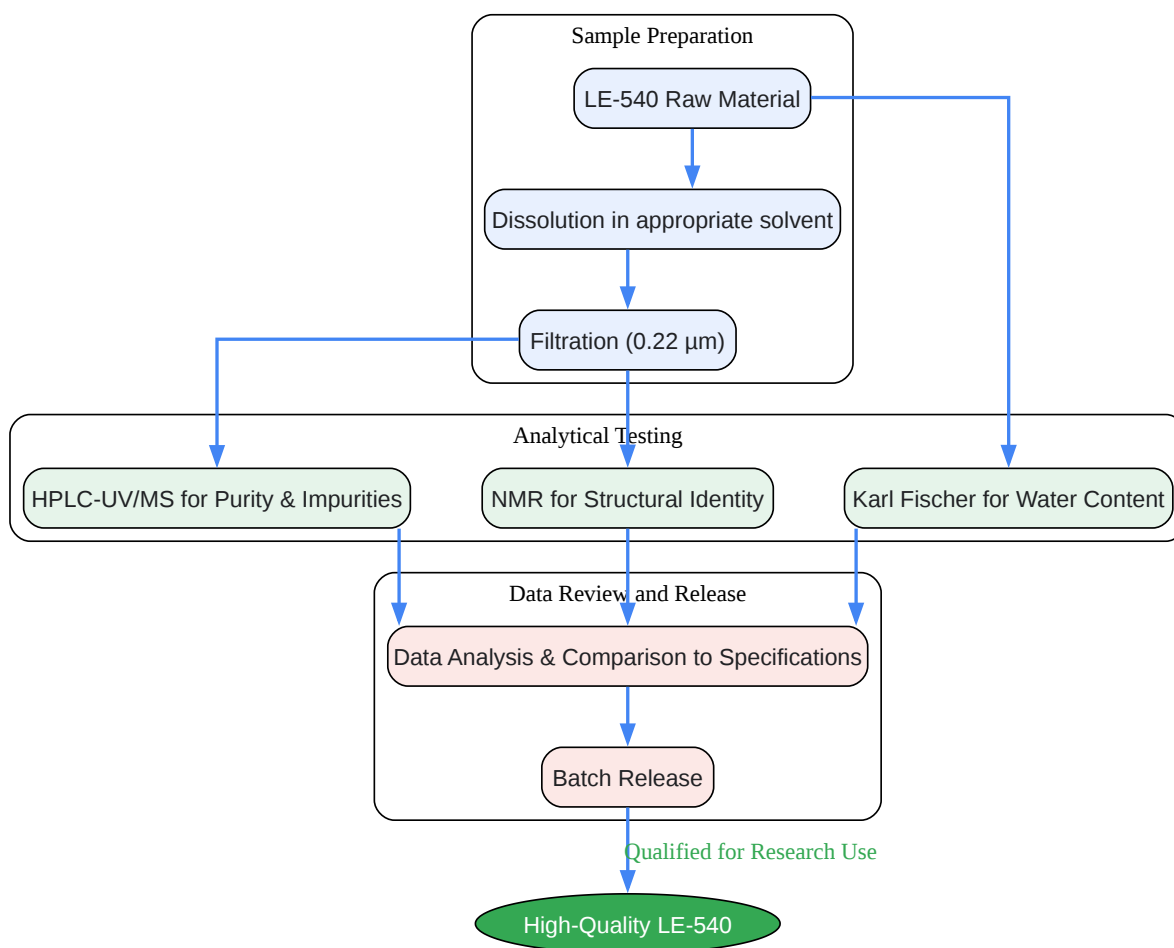 Sample Preparation
LE-540 Raw Material
Dissolution in appropriate solvent
Filtration (0.22 µm)
Analytical Testing
HPLC-UV/MS for Purity & Impurities
NMR for Structural Identity
Karl Fischer for Water Content
Data Review and Release
Data Analysis & Comparison to Specifications
Batch Release
Qualified for Research Use
High-Quality LE-540